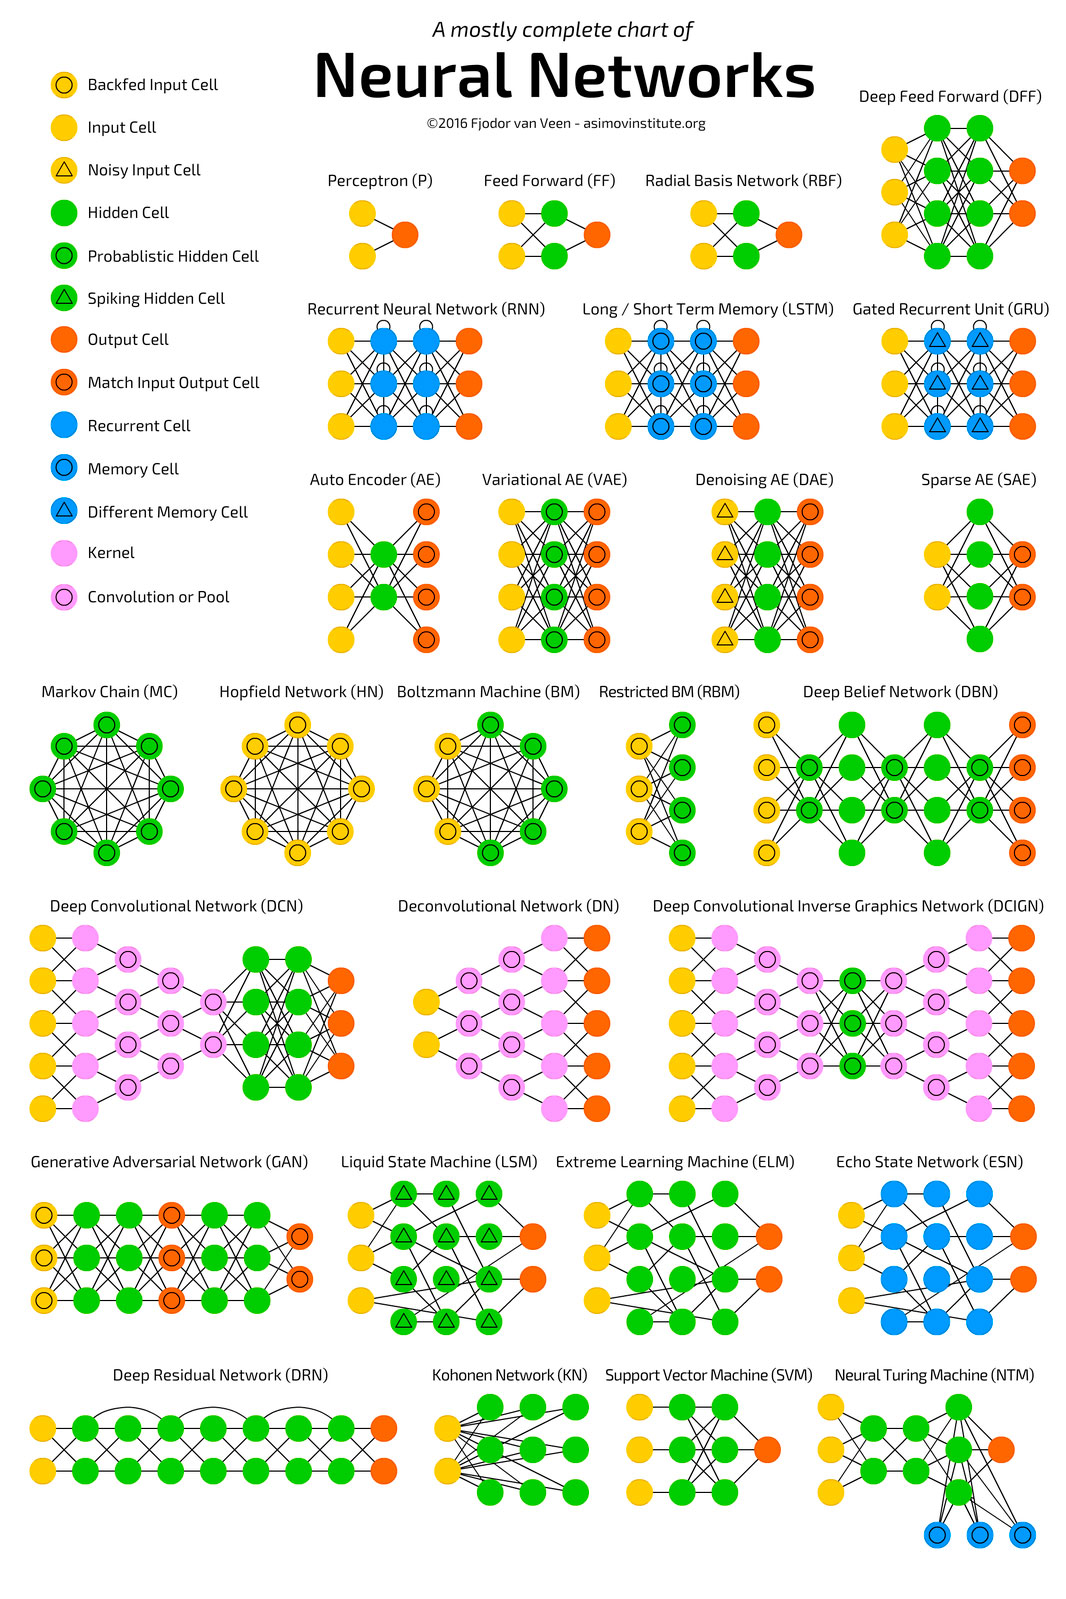 A mostly complete chart of
Neural Networks
©2016 Fjodor van Veen - asimovinstitute.org
Backfed Input Cell
Input Cell
Noisy Input Cell
Hidden Cell
Probablistic Hidden Cell
Spiking Hidden Cell
Output Cell
Match Input Output Cell
Recurrent Cell
Memory Cell
Different Memory Cell
Kernel
Convolution or Pool
Deep Feed Forward (DFF)
Perceptron (P)
Feed Forward (FF)
Radial Basis Network (RBF)
Recurrent Neural Network (RNN)
Long / Short Term Memory (LSTM)
Gated Recurrent Unit (GRU)
Auto Encoder (AE)
Variational AE (VAE)
Denoising AE (DAE)
Sparse AE (SAE)
Markov Chain (MC)
Hopfield Network (HN)
Boltzmann Machine (BM)
Restricted BM (RBM)
Deep Belief Network (DBN)
Deep Convolutional Network (DCN)
Deconvolutional Network (DN)
Deep Convolutional Inverse Graphics Network (DCIGN)
Generative Adversarial Network (GAN)
Liquid State Machine (LSM)
Extreme Learning Machine (ELM)
Echo State Network (ESN)
Deep Residual Network (DRN)
Kohonen Network (KN)
Support Vector Machine (SVM)
Neural Turing Machine (NTM)